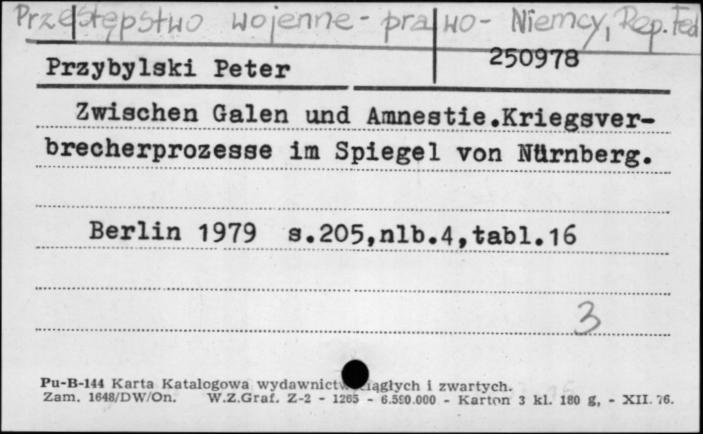 Przestępstwo wojenne - prawo - Niemcy, Rep. Fed
250978
Przybylski Peter
Zwischen Galen und Amnestie.Kriegsver-
brecherprozesse im Spiegel von Nürnberg.
Berlin 1979 s.205,nlb.4,tabl.16
3
Pu-B-144 Karta Katalogowa wydawnictw ciągłych i zwartych.
Zam. 1648/DW/On. W.Z.Graf. Z-2 - 1265 - 6.590.000 - Karton 3 kl. 180 g, - XII. 76.